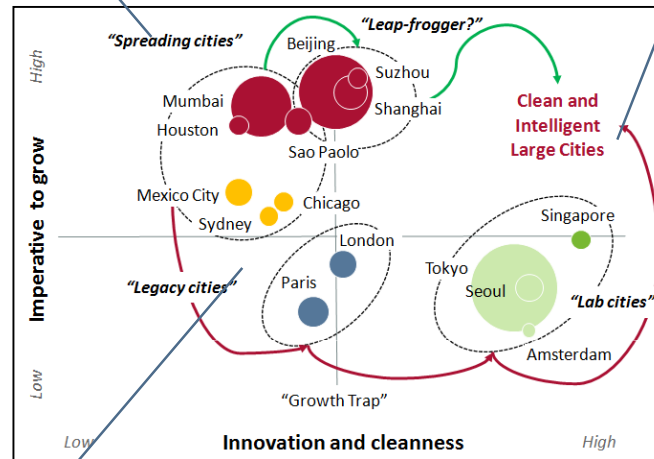 “Spreading cities”
“Leap-frogger?”
Beijing
Suzhou
Shanghai
Mumbai
Houston
Sao Paolo
Clean and
Intelligent
Large Cities
High
Imperative to grow
Low
Mexico City
Chicago
Sydney
Singapore
London
Tokyo
Seoul
Paris
“Legacy cities”
“Lab cities”
Amsterdam
“Growth Trap”
Low
Innovation and cleanness
High